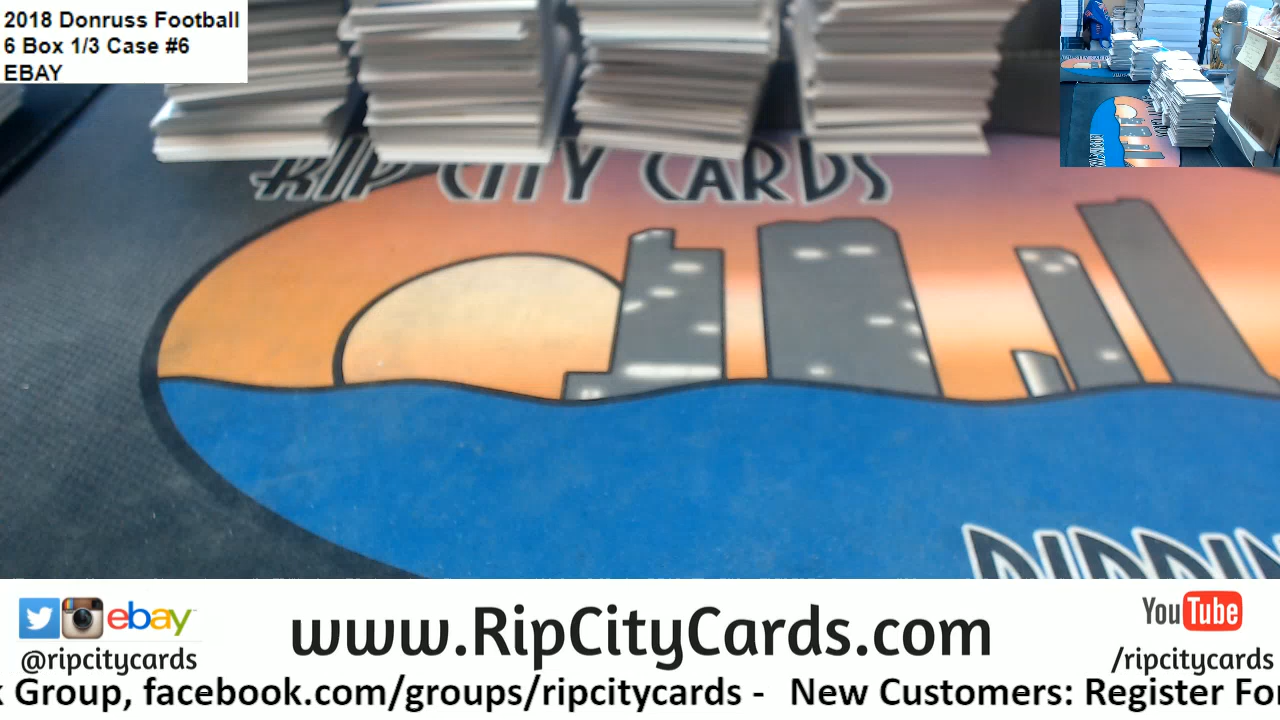 2018 Donruss Football
6 Box 1/3 Case #6
EBAY
RIP CITY CARDS
ebay
@ripcitycards
www.RipCityCards.com
YouTube
/ripcitycards
Group, facebook.com/groups/ripcitycards - New Customers: Register